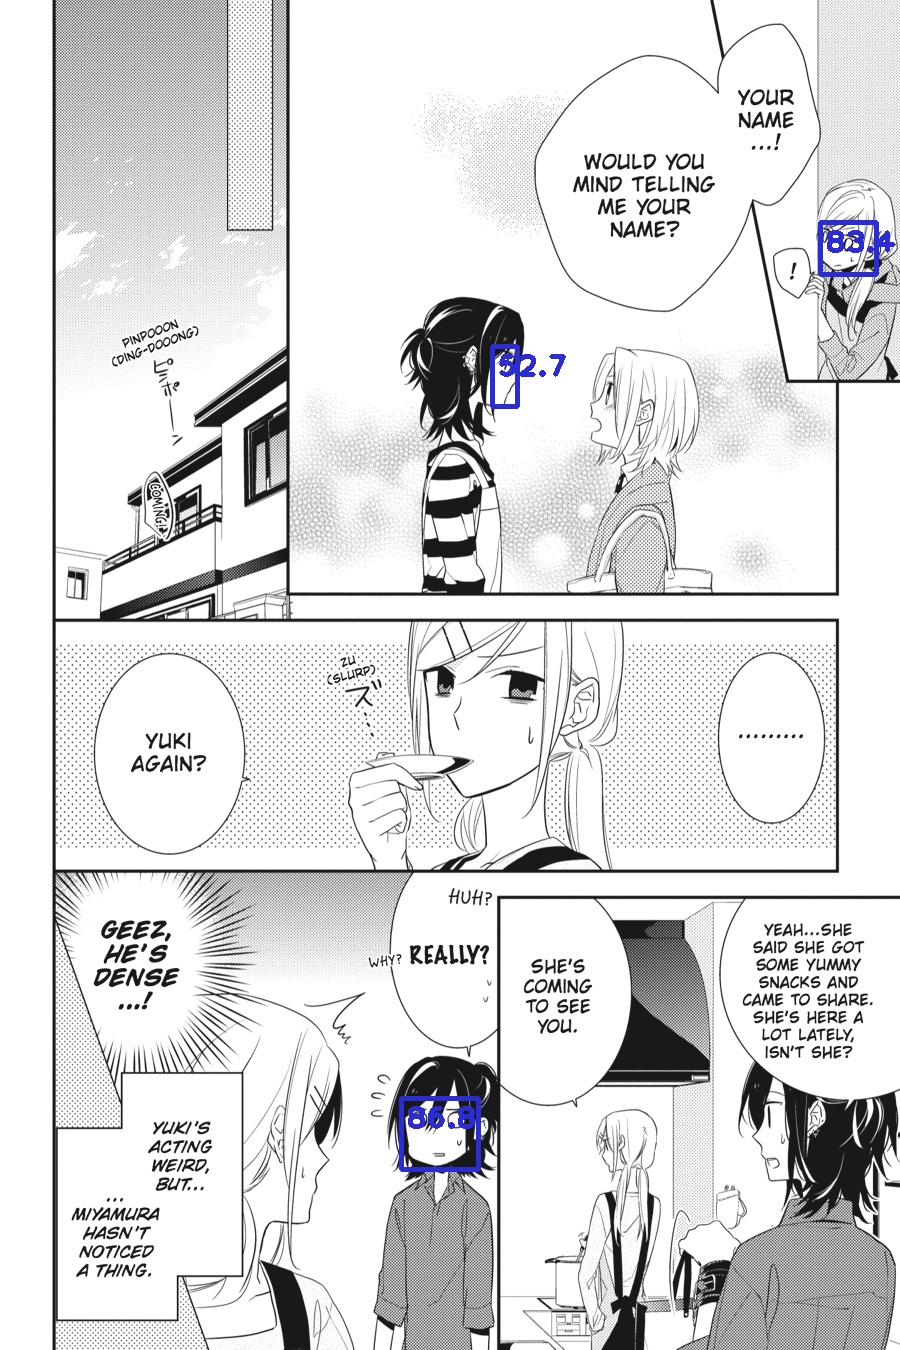 YOUR
NAME
...!
!
WOULD YOU
MIND TELLING
ME YOUR
NAME?
83.4
52.7
PINPOOON
(DING-DOOONG)
ピンポーン
COMING!
.........
ZU
(SLURP)
ズ...
YUKI
AGAIN?
YEAH...SHE
SAID SHE GOT
SOME YUMMY
SNACKS AND
CAME TO SHARE.
SHE'S HERE A
LOT LATELY,
ISN'T SHE?
SHE'S
COMING
TO SEE
YOU.
HUH?
REALLY?
WHY?
86.8
GEEZ,
HE'S
DENSE
...!
YUKI'S
ACTING
WEIRD,
BUT...
...
MIYAMURA
HASN'T
NOTICED
A THING.